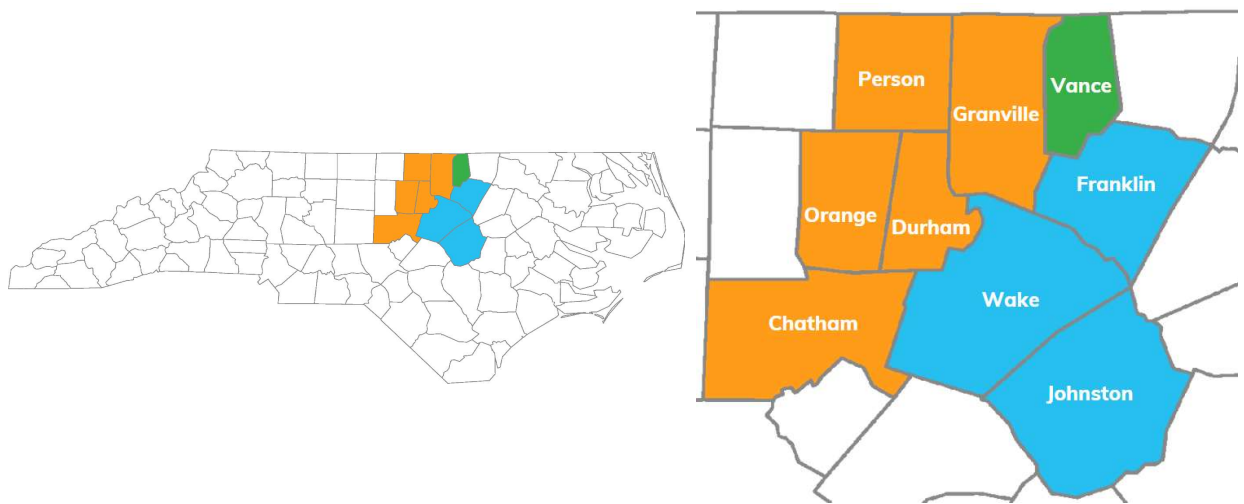 Person
Vance
Granville
Franklin
Orange
Durham
Wake
Chatham
Johnston